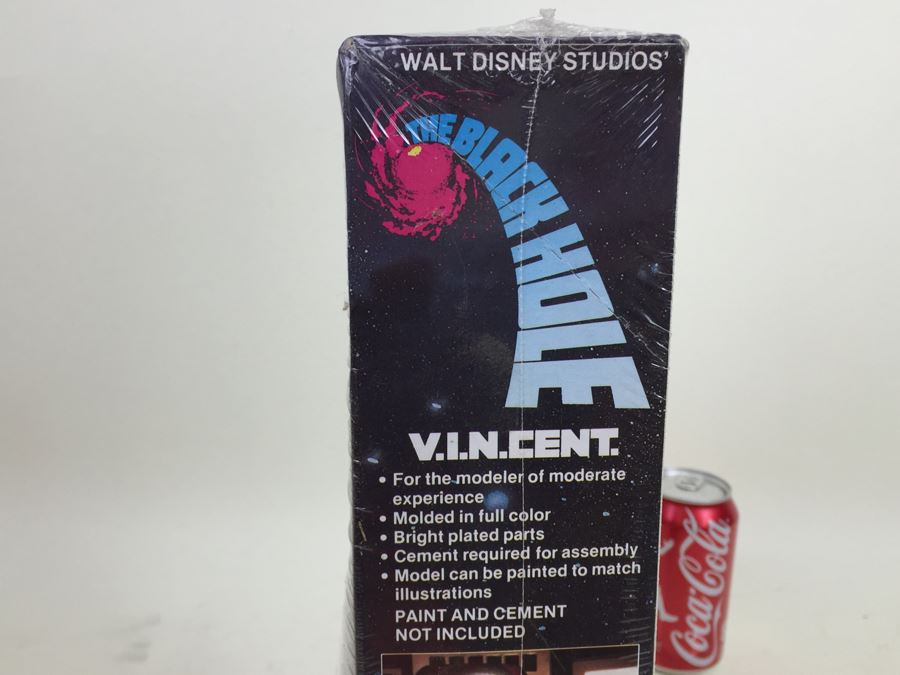 WALT DISNEY STUDIOS'
THE BLACK HOLE
V.I.N.CENT.
• For the modeler of moderate
experience
• Molded in full color
• Bright plated parts
• Cement required for assembly
• Model can be painted to match
illustrations
PAINT AND CEMENT
NOT INCLUDED
Coca-Cola